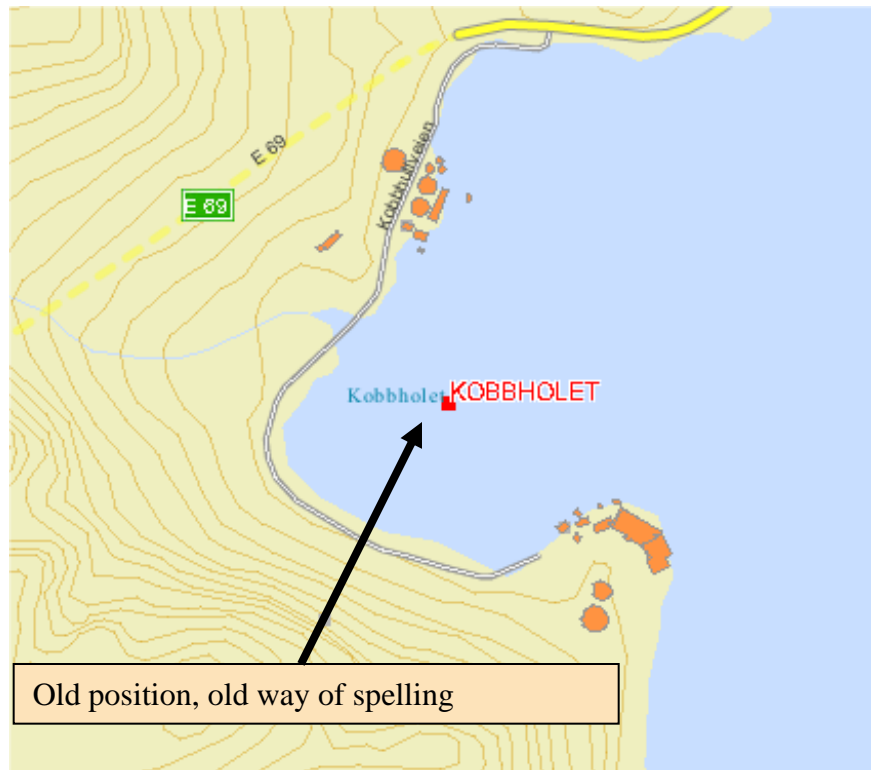 E 69
Kobbhullveien
E 69
Kobbholet
KOBBHOLET
Old position, old way of spelling